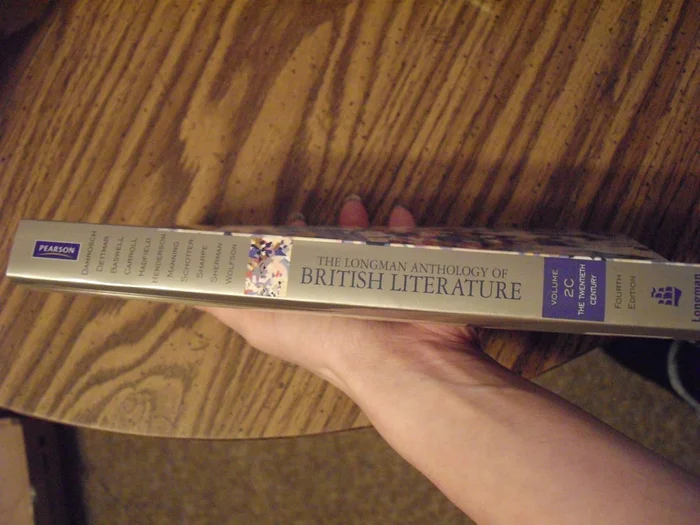 PEARSON
DAMROSCH
DETTMAR
BASWELL
CARROLL
HADFIELD
HENDERSON
MANNING
SCHOTTER
SHARPE
SHERMAN
WOLFSON
THE LONGMAN ANTHOLOGY OF
BRITISH LITERATURE
VOLUME
2C
THE TWENTIETH
CENTURY
FOURTH
EDITION
Longman